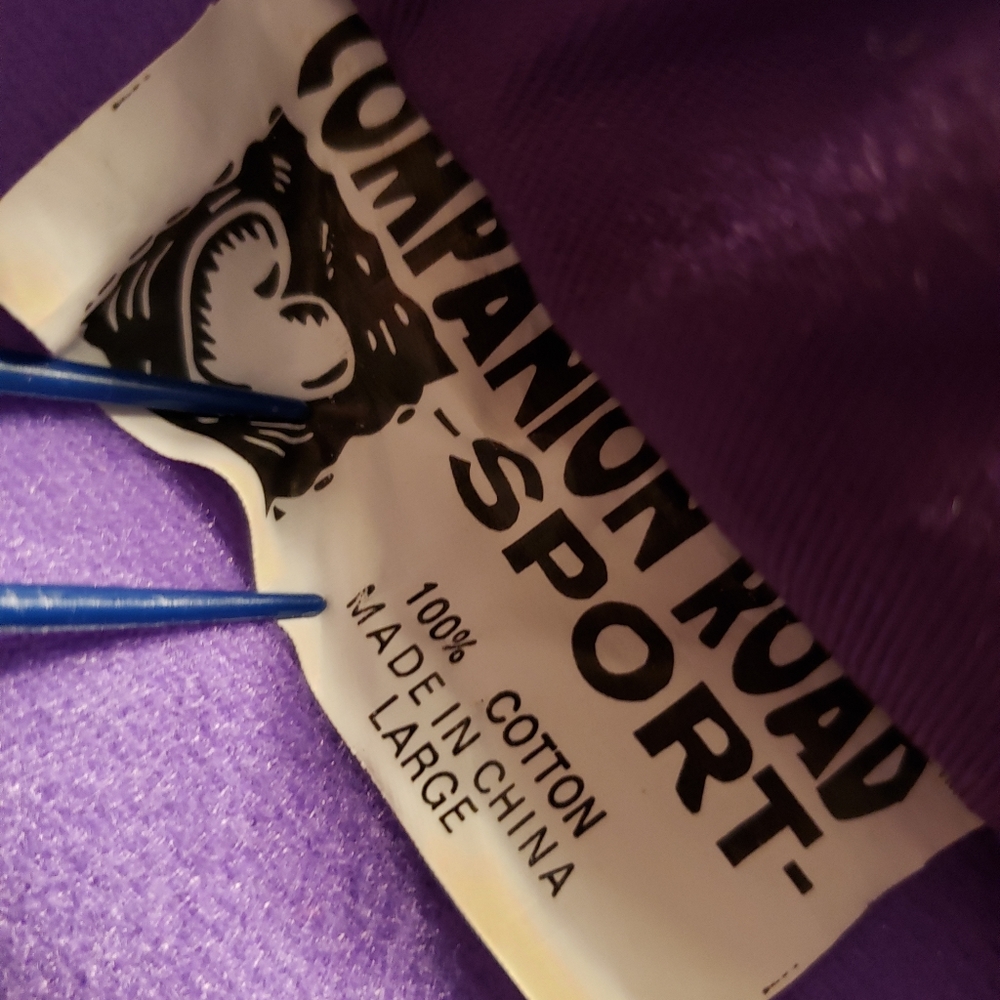 COMPANION ROAD
-SPORT-
100% COTTON
MADE IN CHINA
LARGE